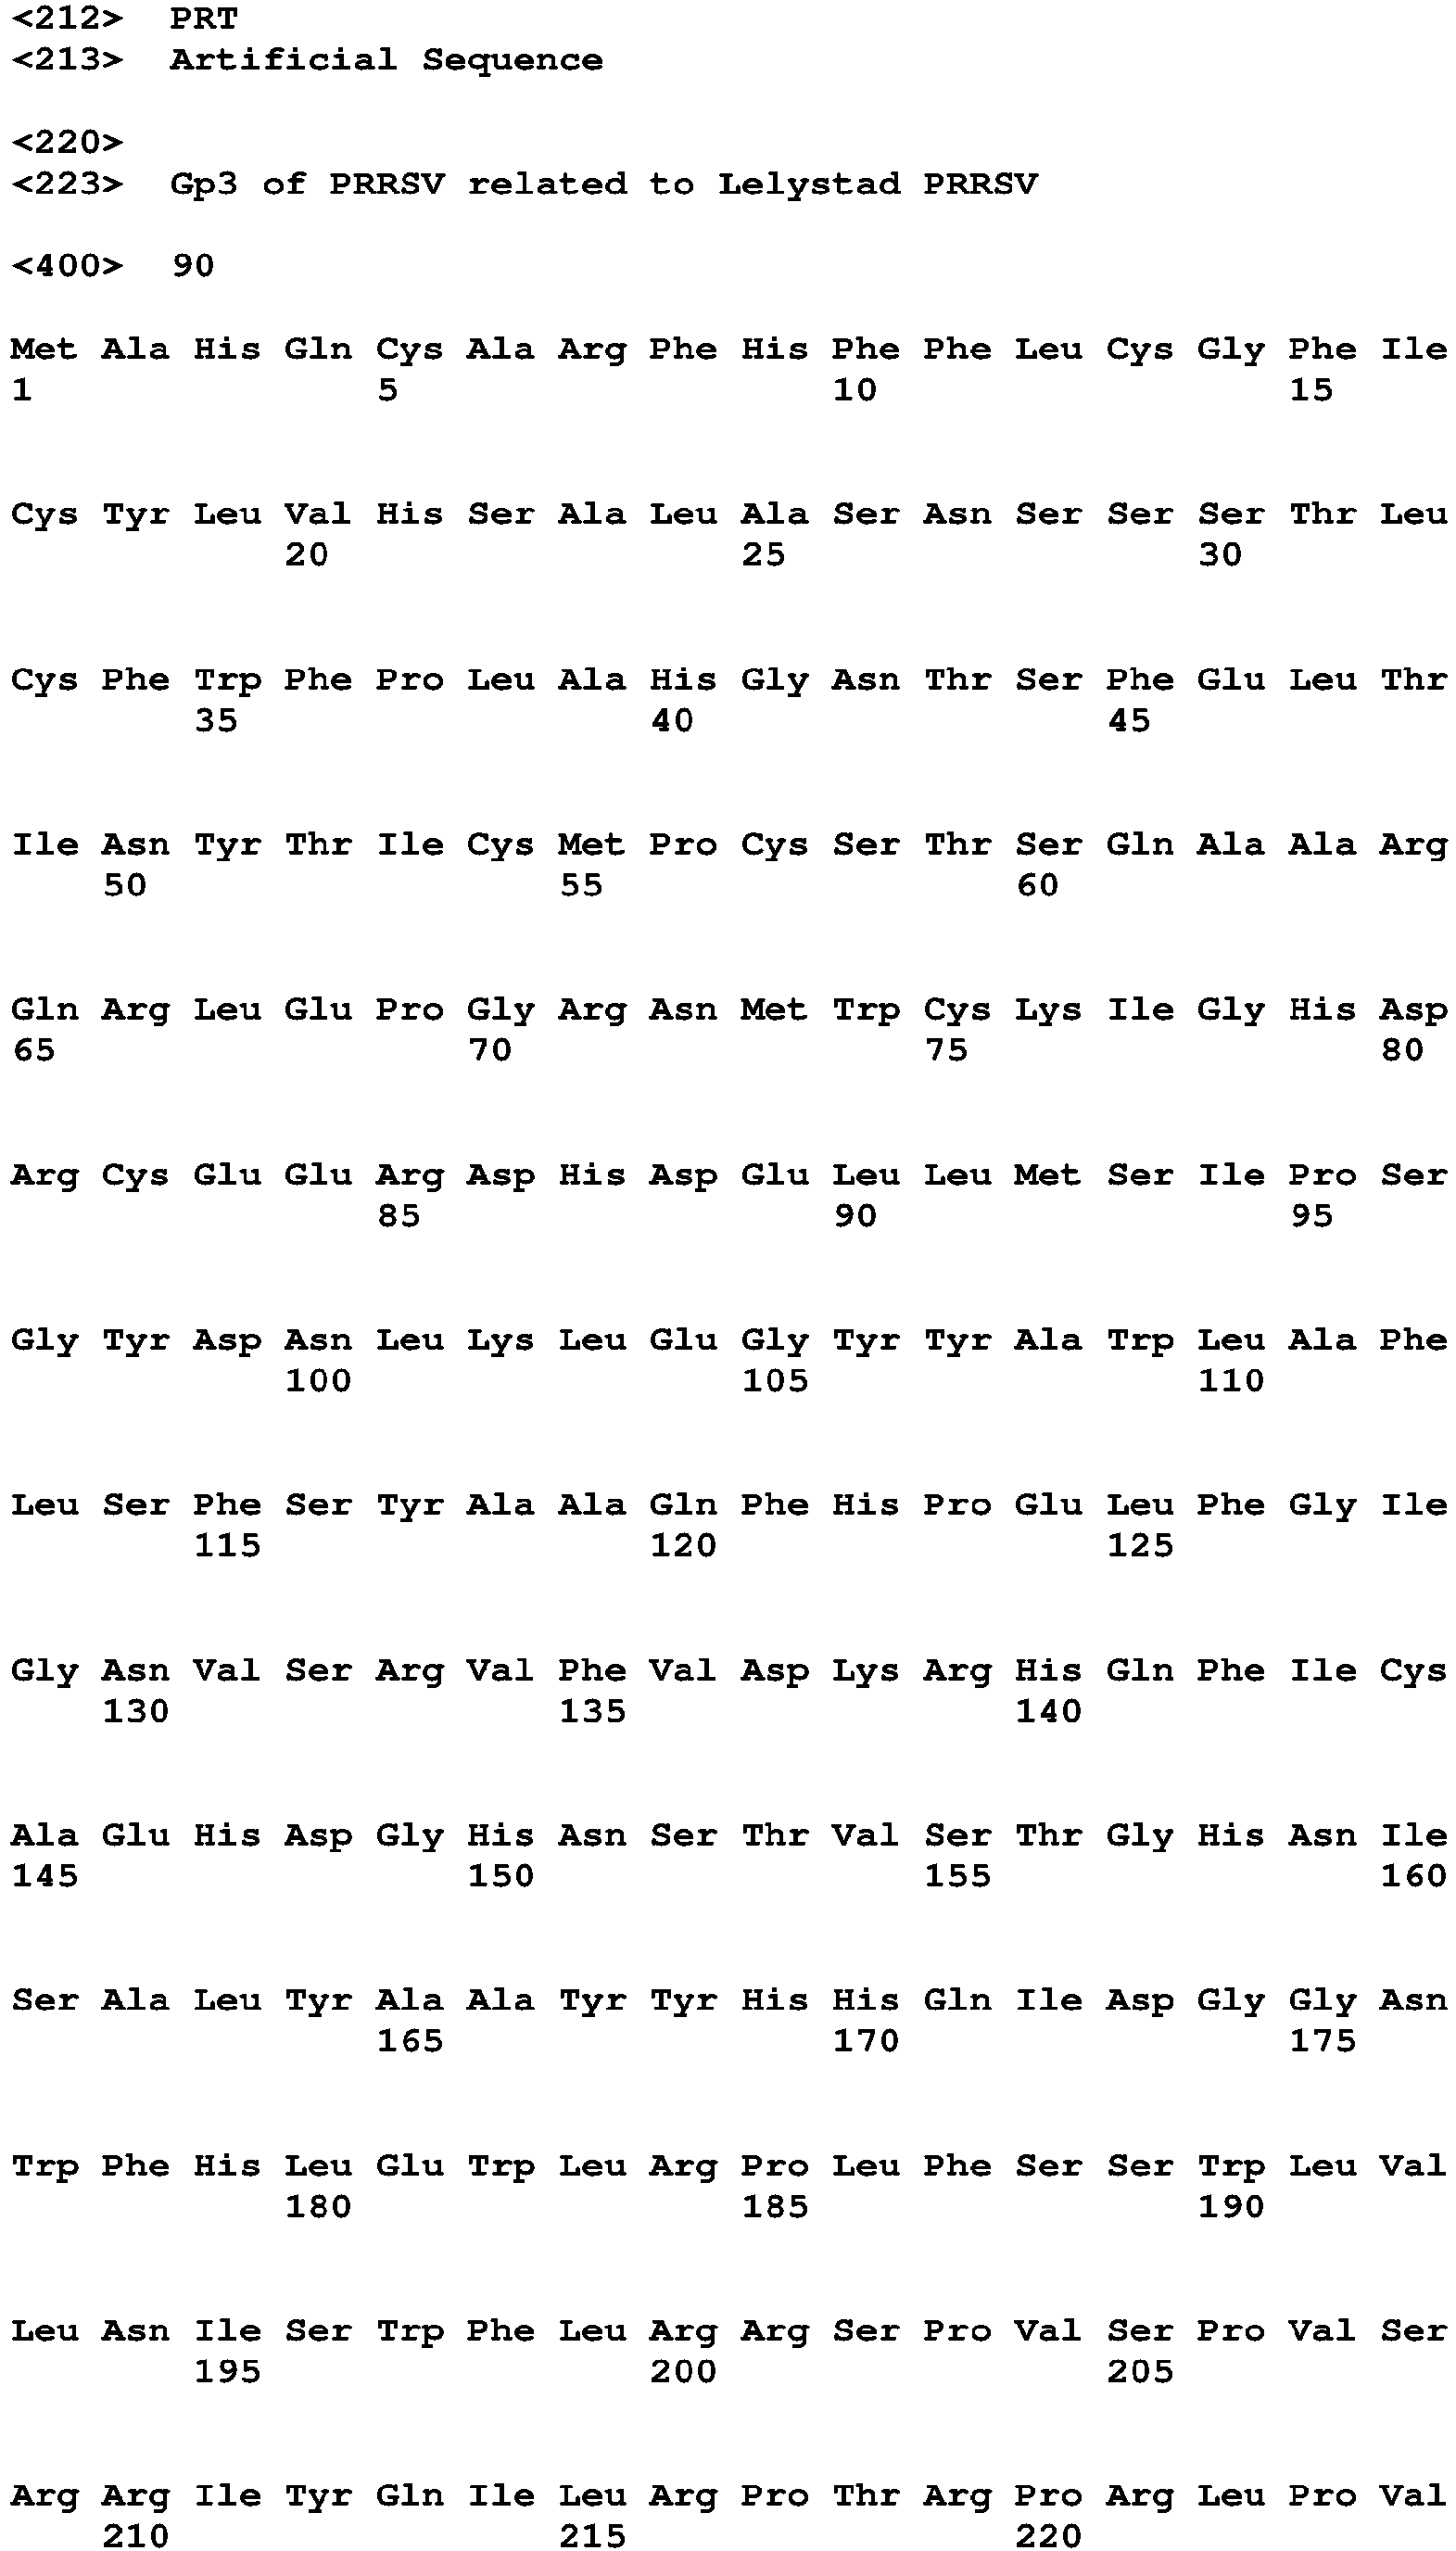 <212> PRT
<213> Artificial Sequence
<220>
<223> Gp3 of PRRSV related to Lelystad PRRSV
<400> 90
Met Ala His Gln Cys Ala Arg Phe His Phe Phe Leu Cys Gly Phe Ile
1 5 10 15
Cys Tyr Leu Val His Ser Ala Leu Ala Ser Asn Ser Ser Ser Thr Leu
20 25 30
Cys Phe Trp Phe Pro Leu Ala His Gly Asn Thr Ser Phe Glu Leu Thr
35 40 45
Ile Asn Tyr Thr Ile Cys Met Pro Cys Ser Thr Ser Gln Ala Ala Arg
50 55 60
Gln Arg Leu Glu Pro Gly Arg Asn Met Trp Cys Lys Ile Gly His Asp
65 70 75 80
Arg Cys Glu Glu Arg Asp His Asp Glu Leu Leu Met Ser Ile Pro Ser
85 90 95
Gly Tyr Asp Asn Leu Lys Leu Glu Gly Tyr Tyr Ala Trp Leu Ala Phe
100 105 110
Leu Ser Phe Ser Tyr Ala Ala Gln Phe His Pro Glu Leu Phe Gly Ile
115 120 125
Gly Asn Val Ser Arg Val Phe Val Asp Lys Arg His Gln Phe Ile Cys
130 135 140
Ala Glu His Asp Gly His Asn Ser Thr Val Ser Thr Gly His Asn Ile
145 150 155 160
Ser Ala Leu Tyr Ala Ala Tyr Tyr His His Gln Ile Asp Gly Gly Asn
165 170 175
Trp Phe His Leu Glu Trp Leu Arg Pro Leu Phe Ser Ser Trp Leu Val
180 185 190
Leu Asn Ile Ser Trp Phe Leu Arg Arg Ser Pro Val Ser Pro Val Ser
195 200 205
Arg Arg Ile Tyr Gln Ile Leu Arg Pro Thr Arg Pro Arg Leu Pro Val
210 215 220